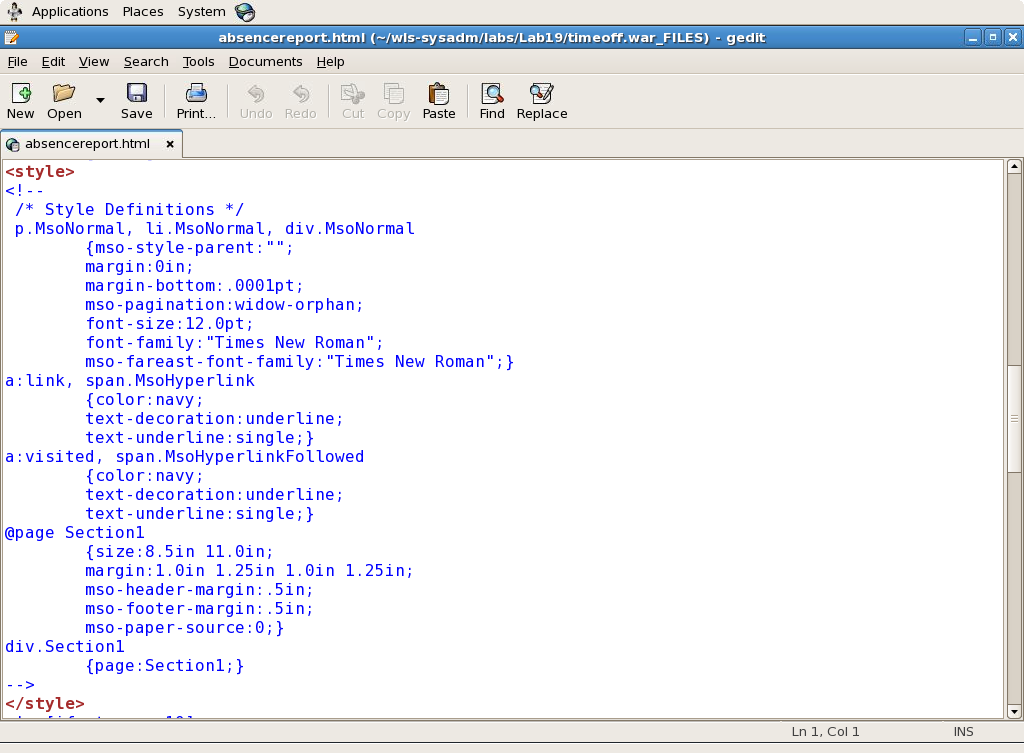 Applications Places System
absencereport.html (~/wls-sysadm/labs/Lab19/timeoff.war_FILES) - gedit
File Edit View Search Tools Documents Help
New Open Save Print... Undo Redo Cut Copy Paste Find Replace
absencereport.html
<style>
<!--
 /* Style Definitions */
 p.MsoNormal, li.MsoNormal, div.MsoNormal
        {mso-style-parent:"";
        margin:0in;
        margin-bottom:.0001pt;
        mso-pagination:widow-orphan;
        font-size:12.0pt;
        font-family:"Times New Roman";
        mso-fareast-font-family:"Times New Roman";}
a:link, span.MsoHyperlink
        {color:navy;
        text-decoration:underline;
        text-underline:single;}
a:visited, span.MsoHyperlinkFollowed
        {color:navy;
        text-decoration:underline;
        text-underline:single;}
@page Section1
        {size:8.5in 11.0in;
        margin:1.0in 1.25in 1.0in 1.25in;
        mso-header-margin:.5in;
        mso-footer-margin:.5in;
        mso-paper-source:0;}
div.Section1
        {page:Section1;}
-->
</style>
Ln 1, Col 1 INS